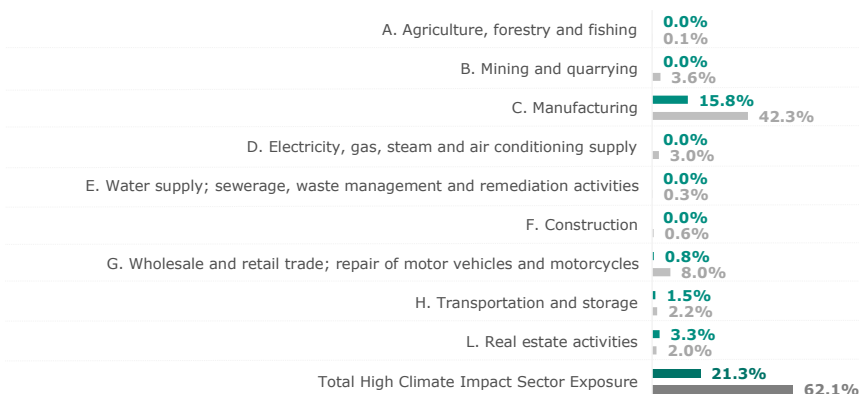 A. Agriculture, forestry and fishing
0.0%
0.1%
B. Mining and quarrying
0.0%
3.6%
C. Manufacturing
15.8%
42.3%
D. Electricity, gas, steam and air conditioning supply
0.0%
3.0%
E. Water supply; sewerage, waste management and remediation activities
0.0%
0.3%
F. Construction
0.0%
0.6%
G. Wholesale and retail trade; repair of motor vehicles and motorcycles
0.8%
8.0%
H. Transportation and storage
1.5%
2.2%
L. Real estate activities
3.3%
2.0%
Total High Climate Impact Sector Exposure
21.3%
62.1%